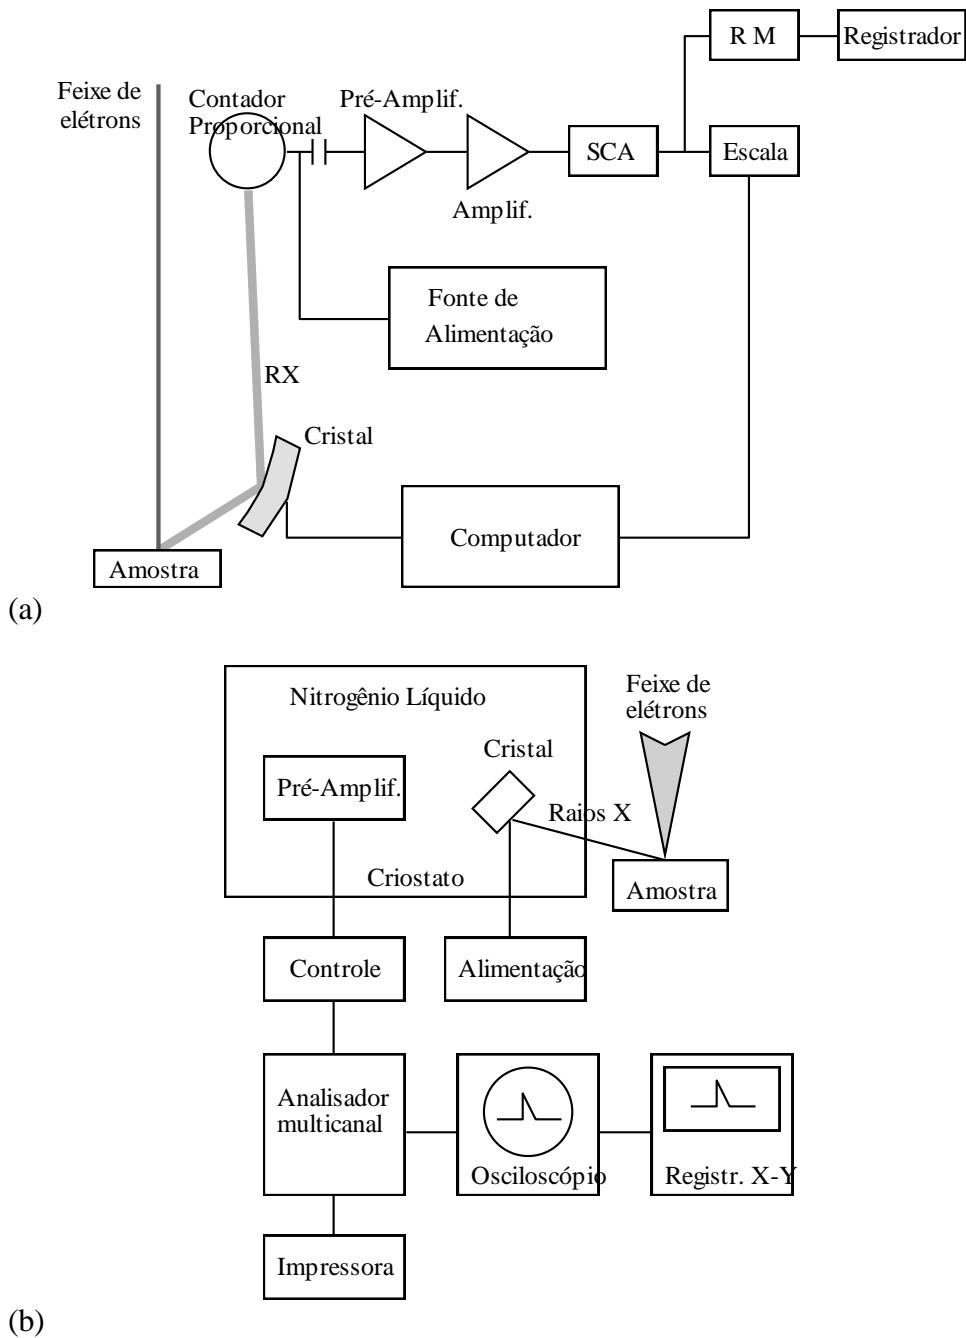 R M
Registrador
Feixe de
elétrons
Contador
Proporcional
Pré-Amplif.
SCA
Escala
Amplif.
Fonte de
Alimentação
RX
Cristal
Computador
Amostra
(a)
Nitrogênio Líquido
Feixe de
elétrons
Cristal
Pré-Amplif.
Raios X
Criostato
Amostra
Controle
Alimentação
Analisador
multicanal
Osciloscópio
Registr. X-Y
Impressora
(b)